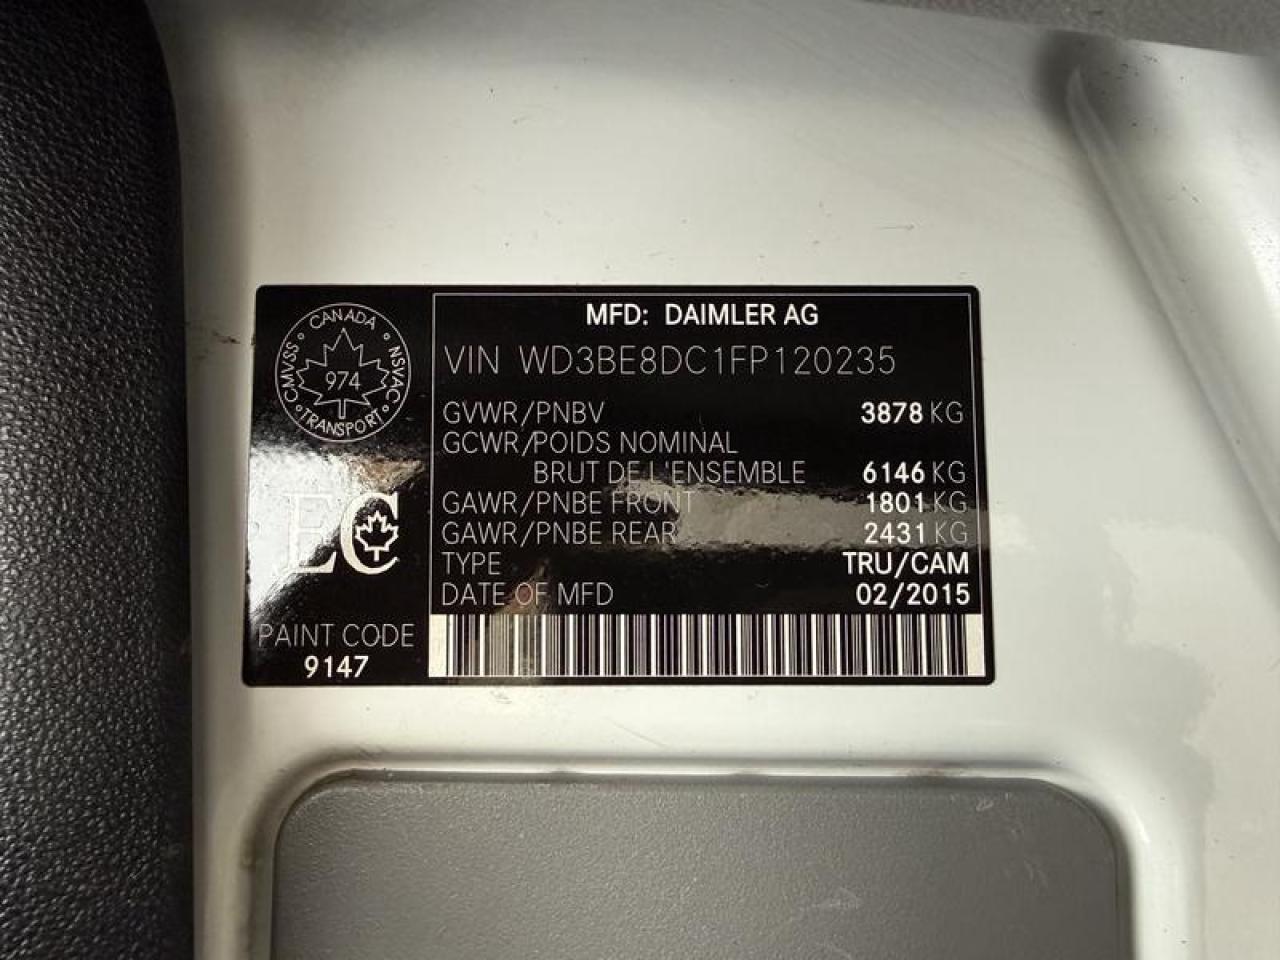 MFD: DAIMLER AG
CANADA
CMVSS
NSVAC
974
TRANSPORT
VIN WD3BE8DC1FP120235
GVWR/PNBV 3878 KG
GCWR/POIDS NOMINAL
BRUT DE L'ENSEMBLE 6146 KG
GAWR/PNBE FRONT 1801 KG
GAWR/PNBE REAR 2431 KG
EC
TYPE TRU/CAM
DATE OF MFD 02/2015
PAINT CODE
9147